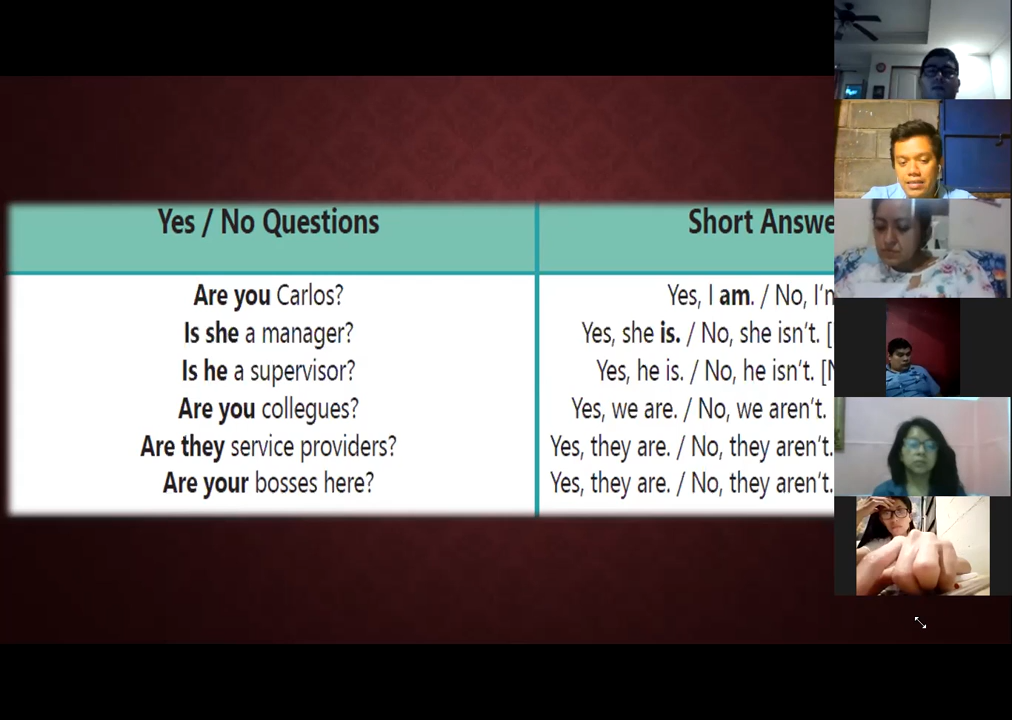 Yes / No Questions Short Answe
Are you Carlos? Yes, I am. / No, I'm
Is she a manager? Yes, she is. / No, she isn't. [
Is he a supervisor? Yes, he is. / No, he isn't. [N
Are you collegues? Yes, we are. / No, we aren't.
Are they service providers? Yes, they are. / No, they aren't.
Are your bosses here? Yes, they are. / No, they aren't.